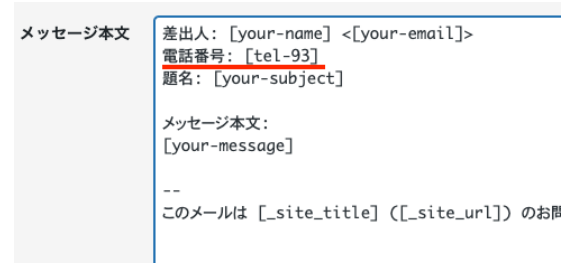 メッセージ本文
差出人: [your-name] <[your-email]>
電話番号: [tel-93]
題名: [your-subject]
メッセージ本文:
[your-message]
--
このメールは [_site_title] ([_site_url]) のお問